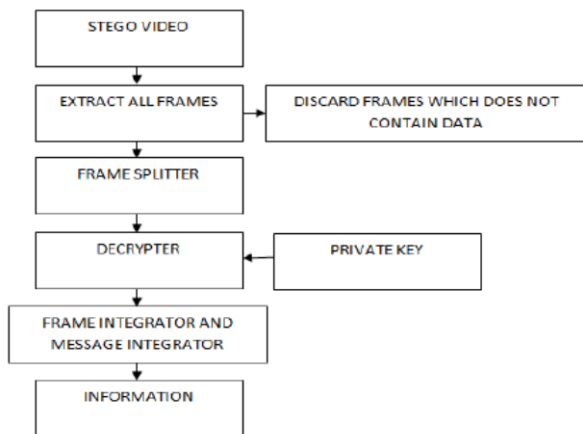 STEGO VIDEO
EXTRACT ALL FRAMES
DISCARD FRAMES WHICH DOES NOT
CONTAIN DATA
FRAME SPLITTER
DECRYPTER
PRIVATE KEY
FRAME INTEGRATOR AND
MESSAGE INTEGRATOR
INFORMATION